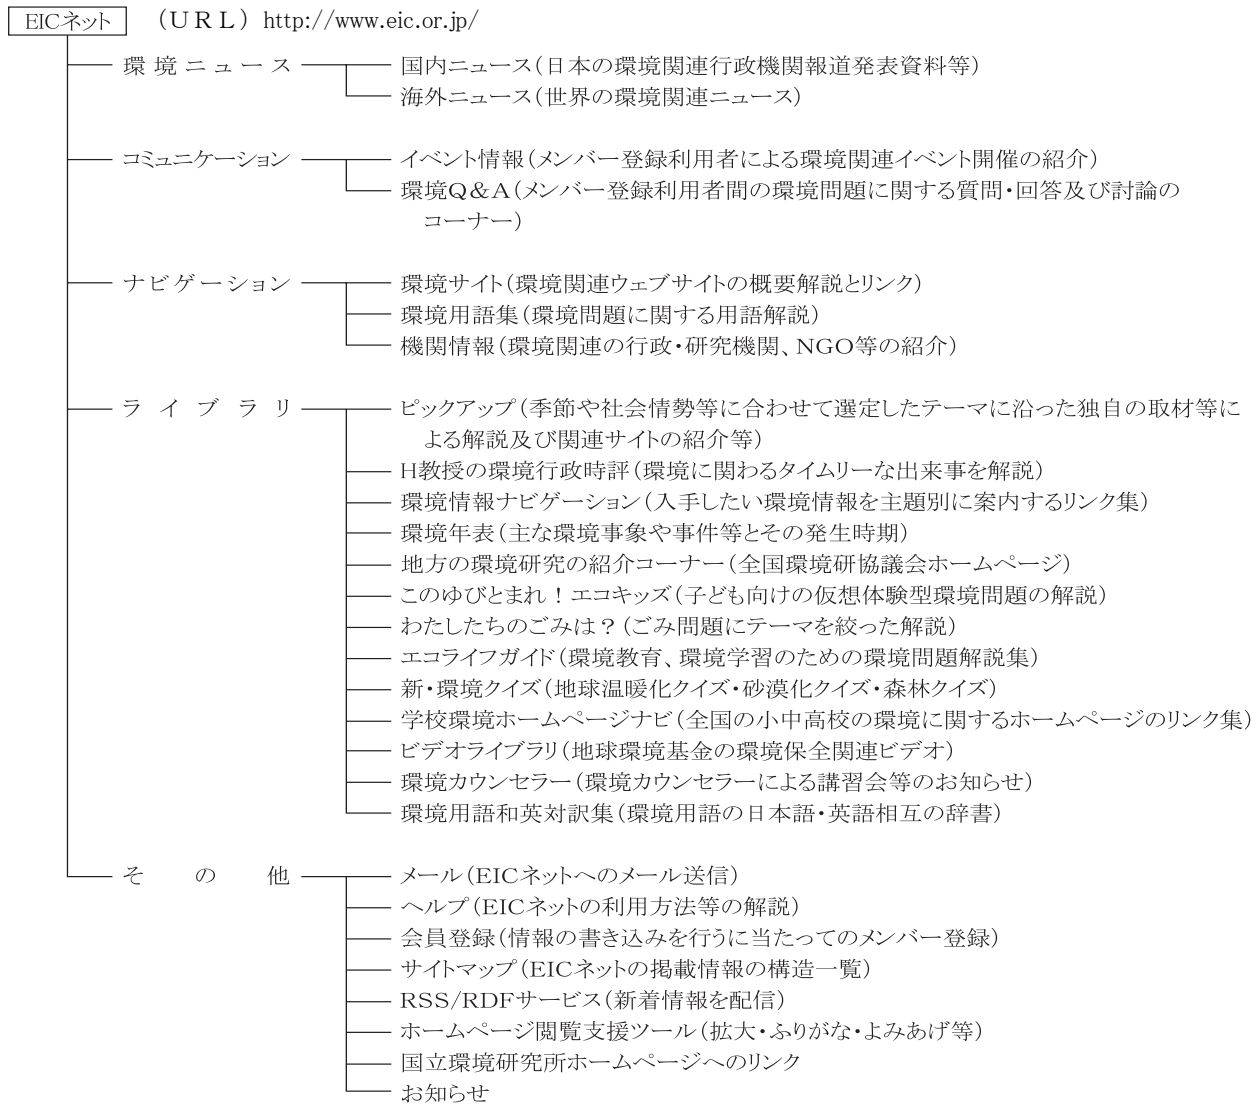 EICネット （ＵＲＬ）http://www.eic.or.jp/
環境ニュース 国内ニュース（日本の環境関連行政機関報道発表資料等）
海外ニュース（世界の環境関連ニュース）
コミュニケーション イベント情報（メンバー登録利用者による環境関連イベント開催の紹介）
環境Q＆A（メンバー登録利用者間の環境問題に関する質問・回答及び討論の
コーナー）
ナビゲーション 環境サイト（環境関連ウェブサイトの概要解説とリンク）
環境用語集（環境問題に関する用語解説）
機関情報（環境関連の行政・研究機関、NGO等の紹介）
ライブラリ ピックアップ（季節や社会情勢等に合わせて選定したテーマに沿った独自の取材等に
よる解説及び関連サイトの紹介等）
H教授の環境行政時評（環境に関わるタイムリーな出来事を解説）
環境情報ナビゲーション（入手したい環境情報を主題別に案内するリンク集）
環境年表（主な環境事象や事件等とその発生時期）
地方の環境研究の紹介コーナー（全国環境研協議会ホームページ）
このゆびとまれ！エコキッズ（子ども向けの仮想体験型環境問題の解説）
わたしたちのごみは？（ごみ問題にテーマを絞った解説）
エコライフガイド（環境教育、環境学習のための環境問題解説集）
新・環境クイズ（地球温暖化クイズ・砂漠化クイズ・森林クイズ）
学校環境ホームページナビ（全国の小中高校の環境に関するホームページのリンク集）
ビデオライブラリ（地球環境基金の環境保全関連ビデオ）
環境カウンセラー（環境カウンセラーによる講習会等のお知らせ）
環境用語和英対訳集（環境用語の日本語・英語相互の辞書）
その他 メール（EICネットへのメール送信）
ヘルプ（EICネットの利用方法等の解説）
会員登録（情報の書き込みを行うに当たってのメンバー登録）
サイトマップ（EICネットの掲載情報の構造一覧）
RSS/RDFサービス（新着情報を配信）
ホームページ閲覧支援ツール（拡大・ふりがな・よみあげ等）
国立環境研究所ホームページへのリンク
お知らせ